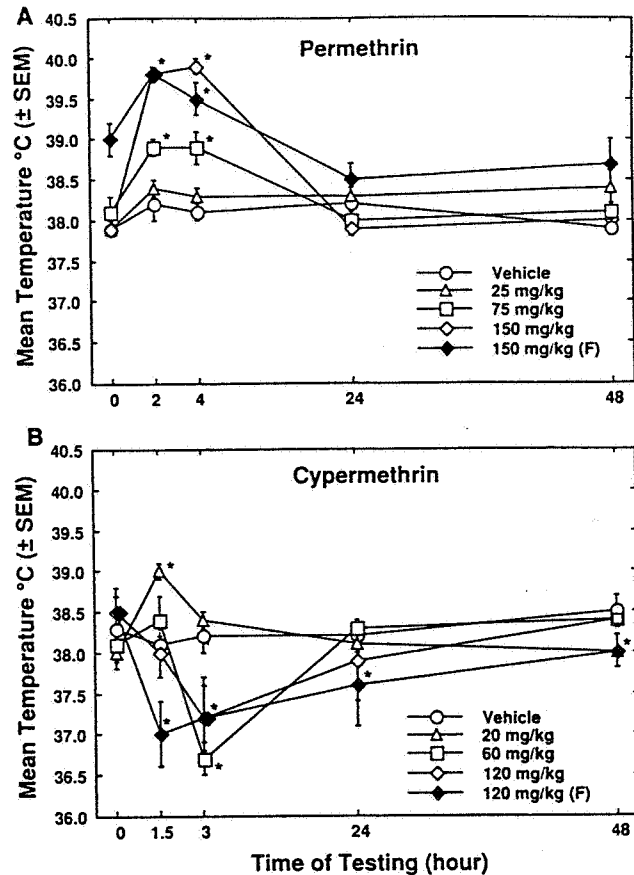 A
Permethrin
Mean Temperature °C (± SEM)
40.5
40.0
39.5
39.0
38.5
38.0
37.5
37.0
36.5
36.0
* *
*
* *
Vehicle
25 mg/kg
75 mg/kg
150 mg/kg
150 mg/kg (F)
0 2 4 24 48
B
Cypermethrin
Mean Temperature °C (± SEM)
40.5
40.0
39.5
39.0
38.5
38.0
37.5
37.0
36.5
36.0
*
*
* *
*
*
Vehicle
20 mg/kg
60 mg/kg
120 mg/kg
120 mg/kg (F)
0 1.5 3 24 48
Time of Testing (hour)